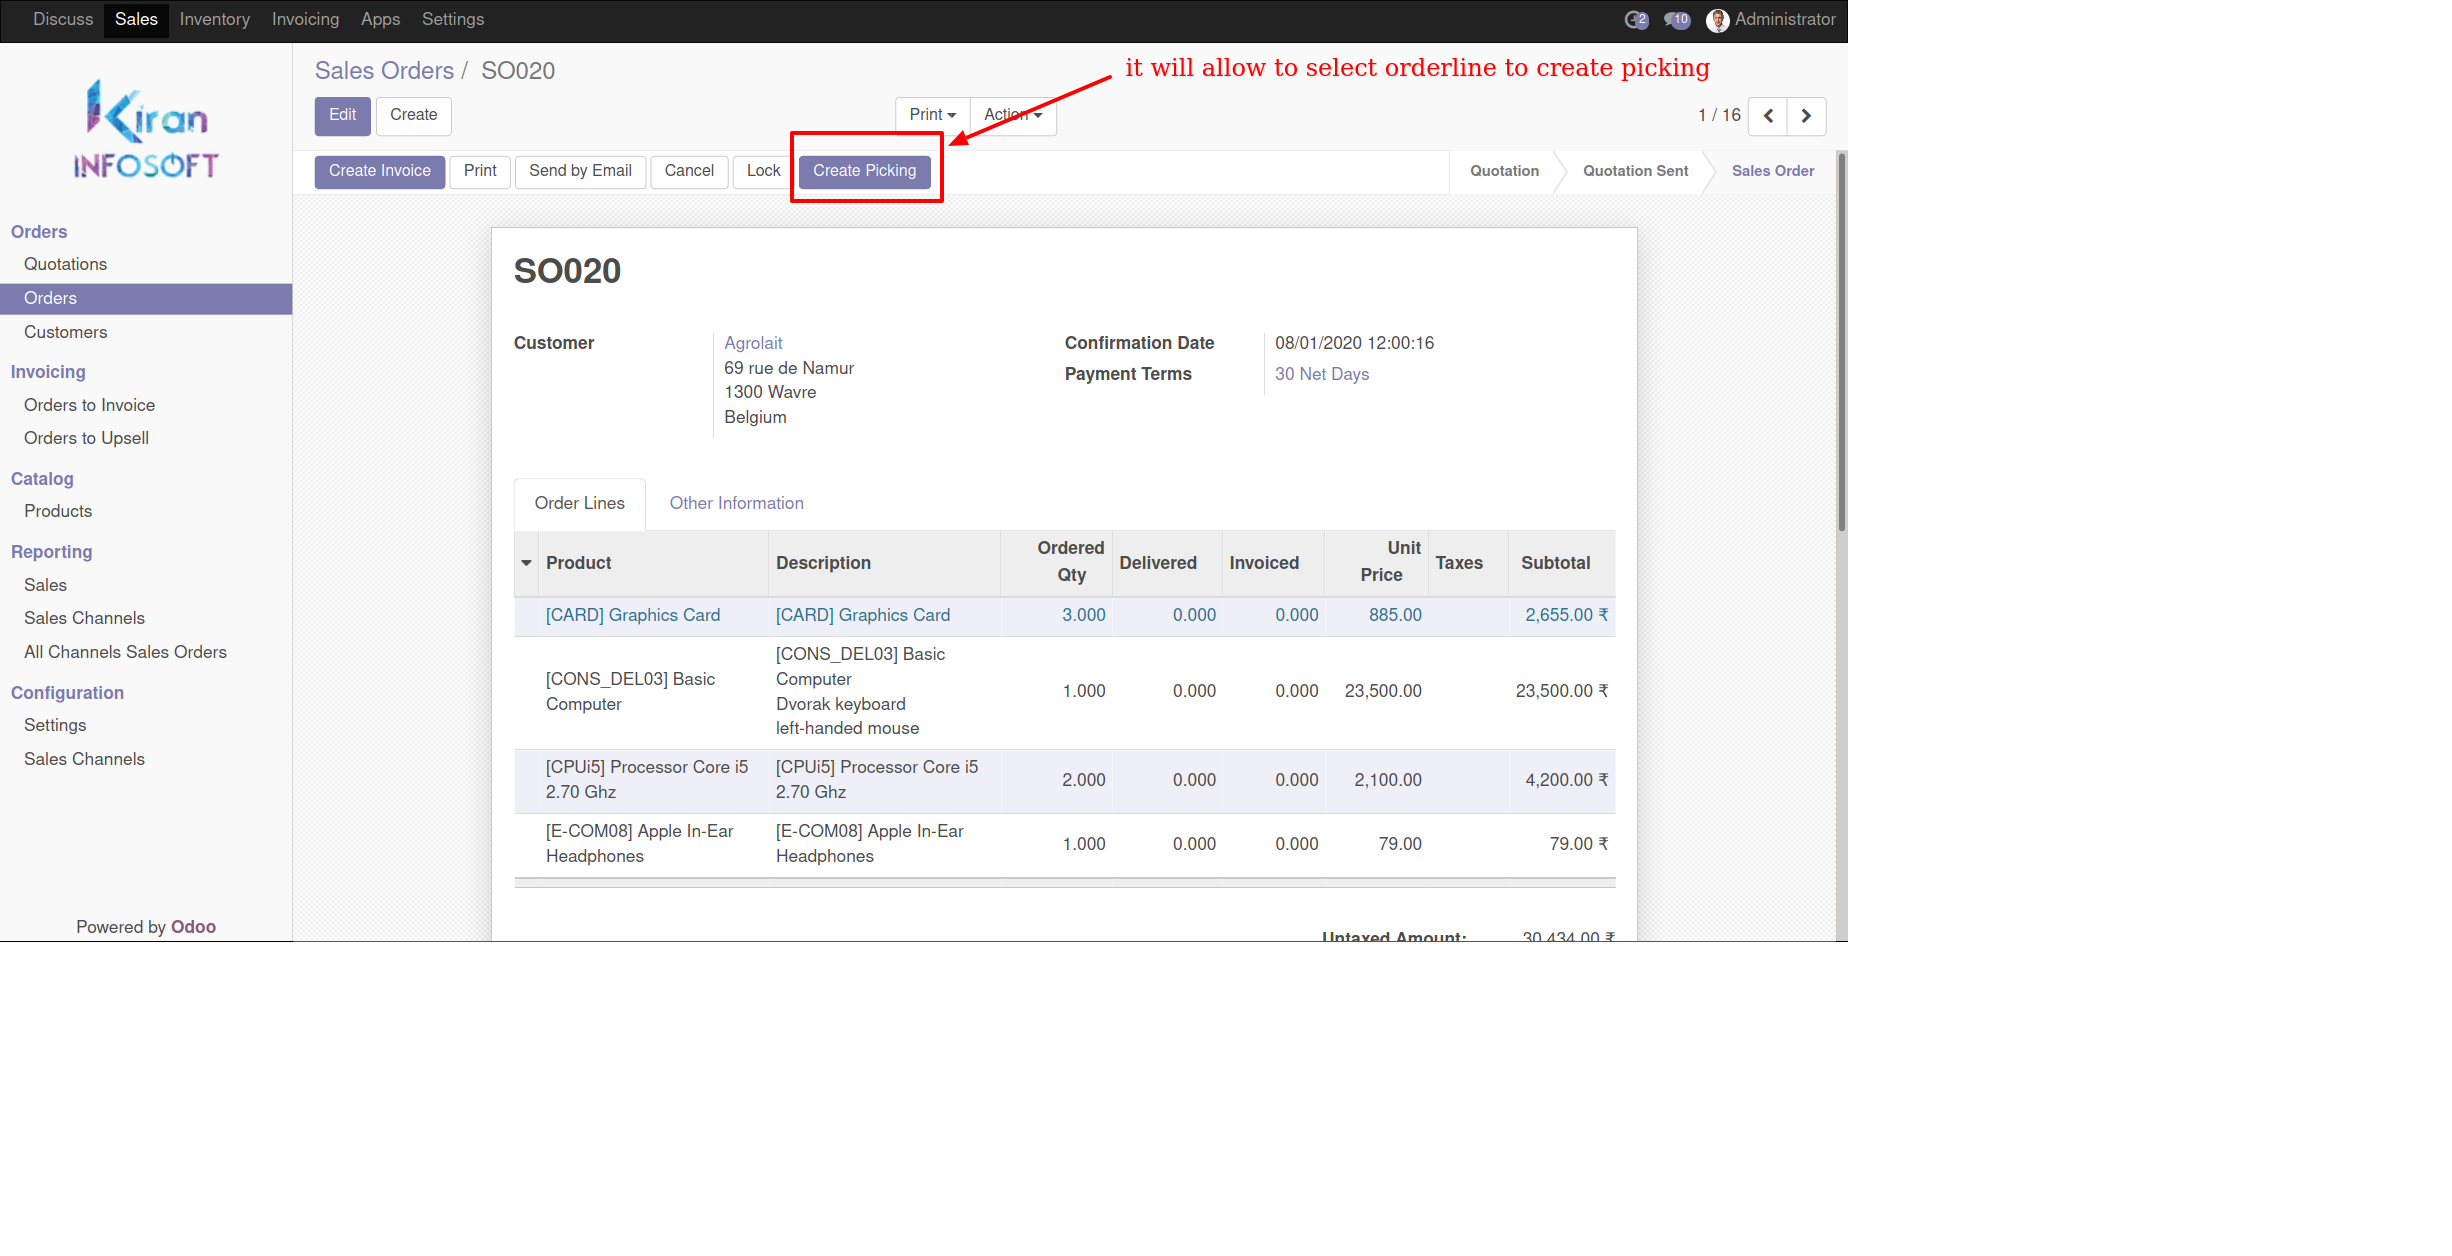 Discuss Sales Inventory Invoicing Apps Settings 2 10 Administrator
Kiran
INFOSOFT
Sales Orders / SO020
it will allow to select orderline to create picking
Edit Create Print Action 1 / 16
Create Invoice Print Send by Email Cancel Lock Create Picking Quotation Quotation Sent Sales Order
Orders
Quotations
Orders
Customers
Invoicing
Orders to Invoice
Orders to Upsell
Catalog
Products
Reporting
Sales
Sales Channels
All Channels Sales Orders
Configuration
Settings
Sales Channels
Powered by Odoo
SO020
Customer
Agrolait
69 rue de Namur
1300 Wavre
Belgium
Confirmation Date 08/01/2020 12:00:16
Payment Terms 30 Net Days
Order Lines Other Information
Product Description Ordered Qty Delivered Invoiced Unit Price Taxes Subtotal
[CARD] Graphics Card [CARD] Graphics Card 3.000 0.000 0.000 885.00 2,655.00 ₹
[CONS_DEL03] Basic
Computer
[CONS_DEL03] Basic
Computer
Dvorak keyboard
left-handed mouse
1.000 0.000 0.000 23,500.00 23,500.00 ₹
[CPUi5] Processor Core i5
2.70 Ghz
[CPUi5] Processor Core i5
2.70 Ghz
2.000 0.000 0.000 2,100.00 4,200.00 ₹
[E-COM08] Apple In-Ear
Headphones
[E-COM08] Apple In-Ear
Headphones
1.000 0.000 0.000 79.00 79.00 ₹
Untaxed Amount: 30,434.00 ₹